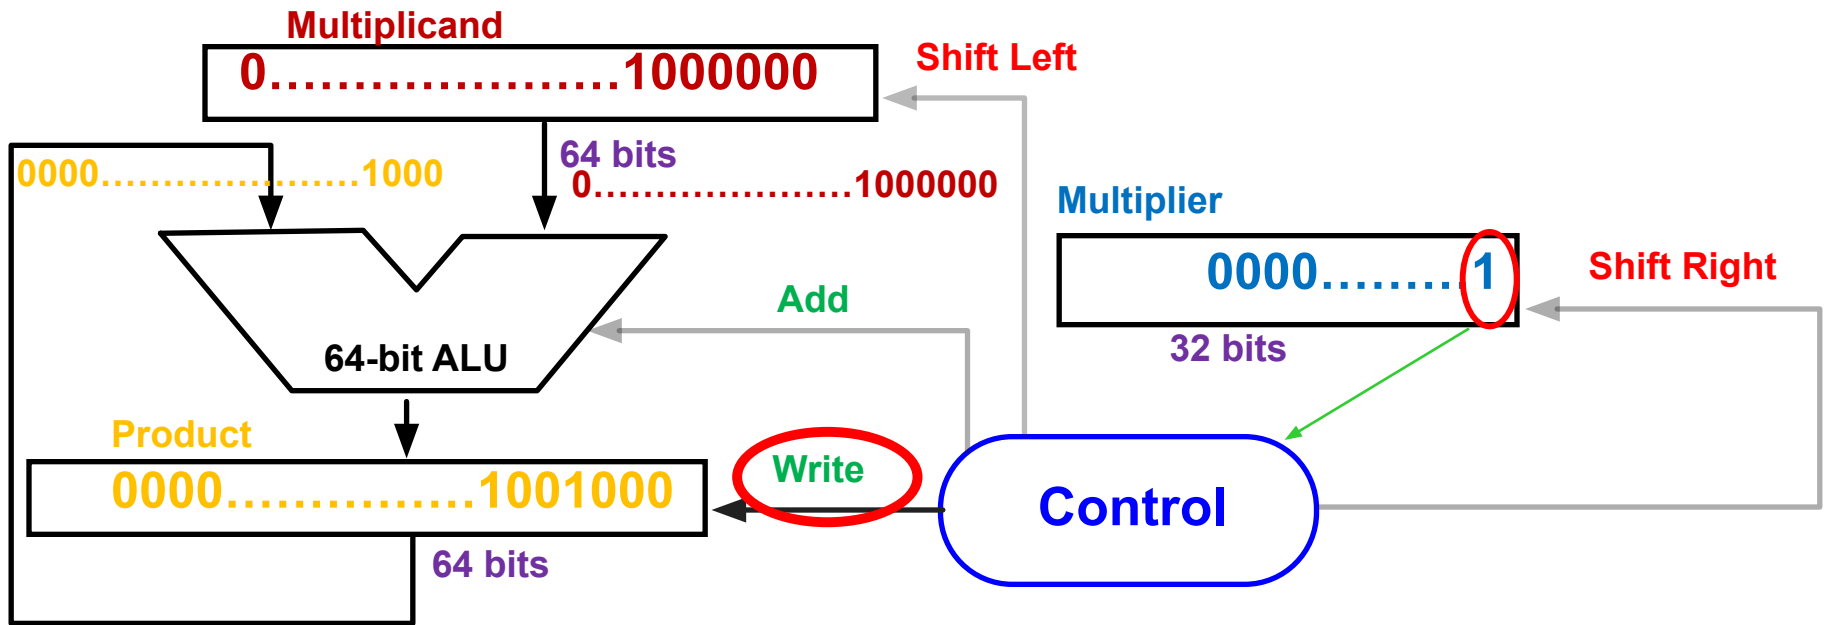 Multiplicand
0.....................1000000
Shift Left
64 bits
0000.....................1000
0.....................1000000
Multiplier
0000.........1
Shift Right
32 bits
Add
64-bit ALU
Product
0000...............1001000
Write
Control
64 bits